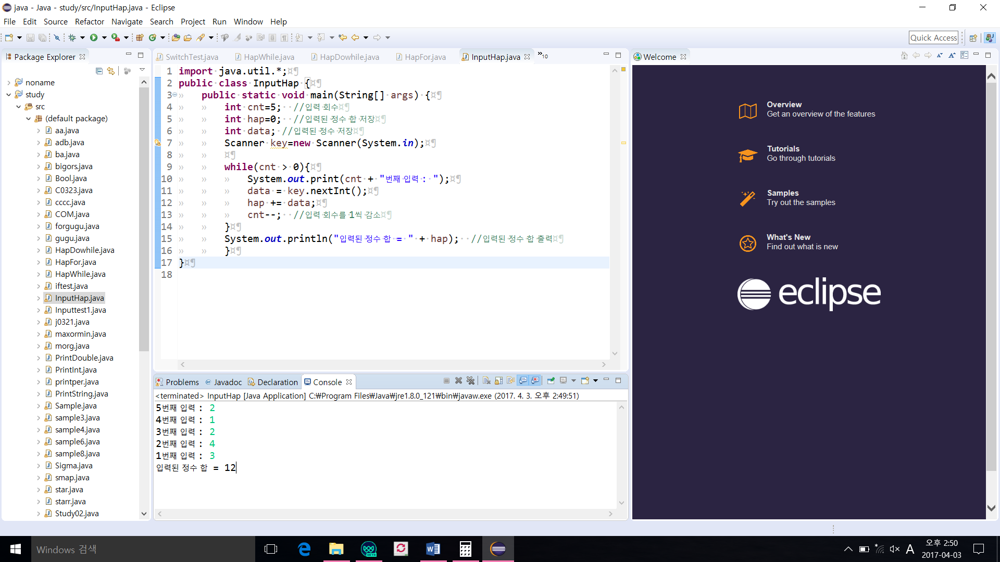 java - Java - study/src/InputHap.java - Eclipse
File Edit Source Refactor Navigate Search Project Run Window Help
Quick Access
Package Explorer
noname
study
src
(default package)
aa.java
adb.java
ba.java
bigors.java
Bool.java
C0323.java
cccc.java
COM.java
forgugu.java
gugu.java
HapDowhile.java
HapFor.java
HapWhile.java
iftest.java
InputHap.java
Inputtest1.java
j0321.java
maxormin.java
morg.java
PrintDouble.java
PrintInt.java
printper.java
PrintString.java
Sample.java
sample3.java
sample4.java
sample6.java
sample8.java
Sigma.java
smap.java
star.java
starr.java
Study02.java
SwitchTest.java HapWhile.java HapDowhile.java HapFor.java InputHap.java »10
1 import java.util.*;
2 public class InputHap {
3 public static void main(String[] args) {
4 int cnt=5; //입력 회수
5 int hap=0; //입력된 정수 합 저장
6 int data; //입력된 정수 저장
7 Scanner key=new Scanner(System.in);
8
9 while(cnt > 0){
10 System.out.print(cnt + "번째 입력 : ");
11 data = key.nextInt();
12 hap += data;
13 cnt--; //입력 회수를 1씩 감소
14 }
15 System.out.println("입력된 정수 합 = " + hap); //입력된 정수 합 출력
16 }
17 }
18
Problems @ Javadoc Declaration Console
<terminated> InputHap [Java Application] C:₩Program Files₩Java₩jre1.8.0_121₩bin₩javaw.exe (2017. 4. 3. 오후 2:49:51)
5번째 입력 : 2
4번째 입력 : 1
3번째 입력 : 2
2번째 입력 : 4
1번째 입력 : 3
입력된 정수 합 = 12
Welcome
Overview
Get an overview of the features
Tutorials
Go through tutorials
Samples
Try out the samples
What's New
Find out what is new
eclipse
Windows 검색
A
오후 2:50
2017-04-03